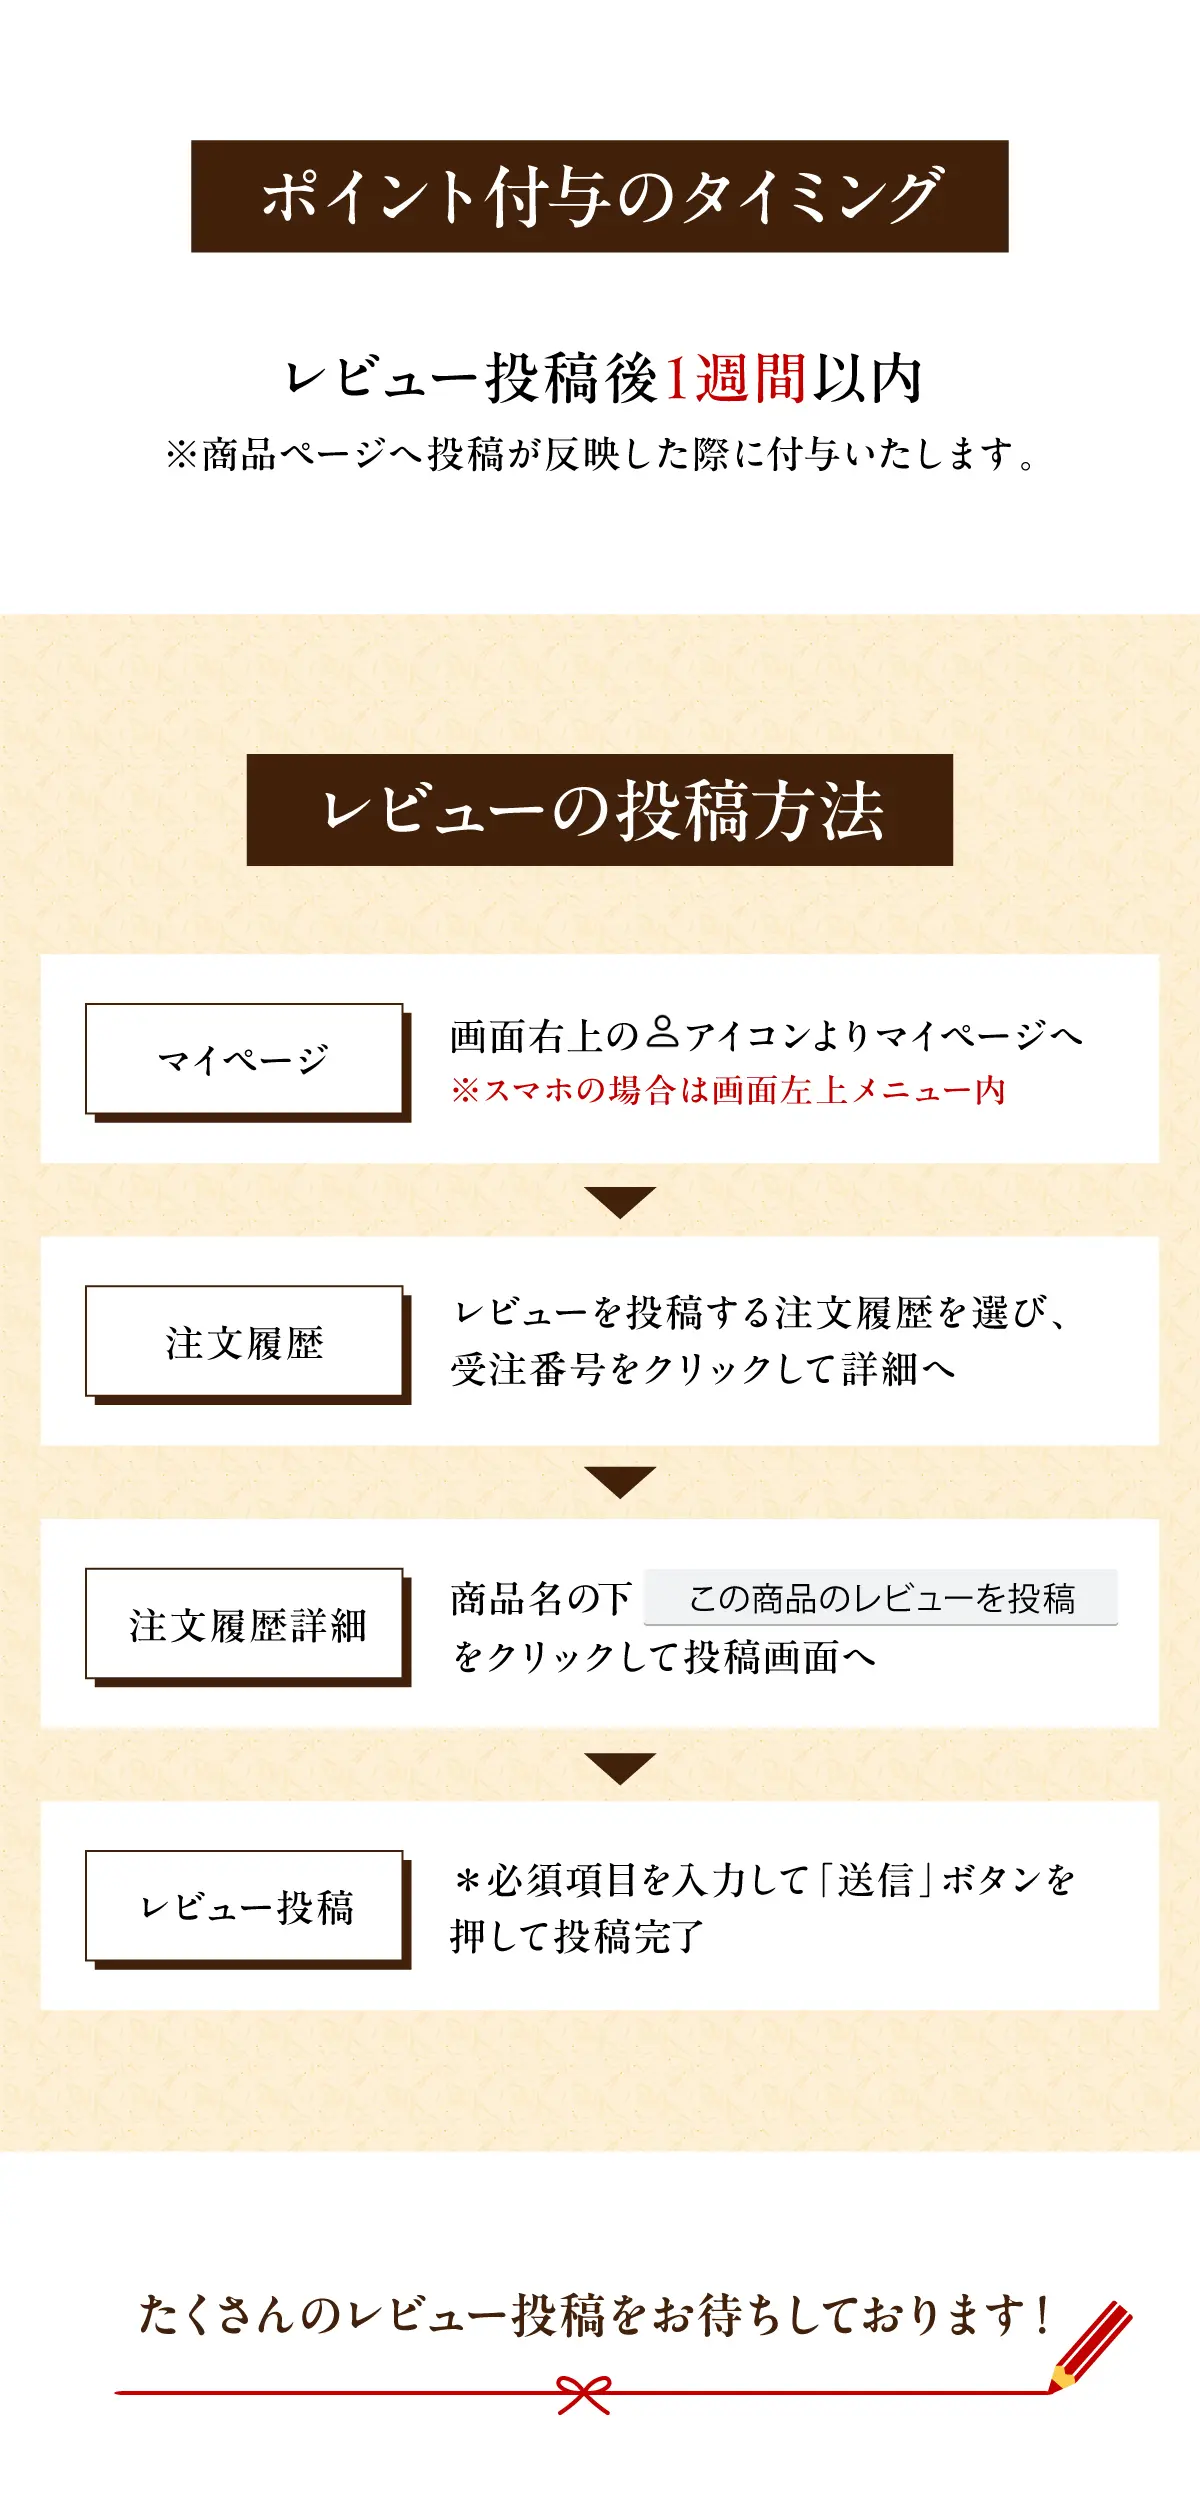 ポイント付与のタイミング
レビュー投稿後1週間以内
※商品ページへ投稿が反映した際に付与いたします。
レビューの投稿方法
マイページ
画面右上のアイコンよりマイページへ
※スマホの場合は画面左上メニュー内
注文履歴
レビューを投稿する注文履歴を選び、
受注番号をクリックして詳細へ
注文履歴詳細
商品名の下 この商品のレビューを投稿
をクリックして投稿画面へ
レビュー投稿
＊必須項目を入力して「送信」ボタンを
押して投稿完了
たくさんのレビュー投稿をお待ちしております！